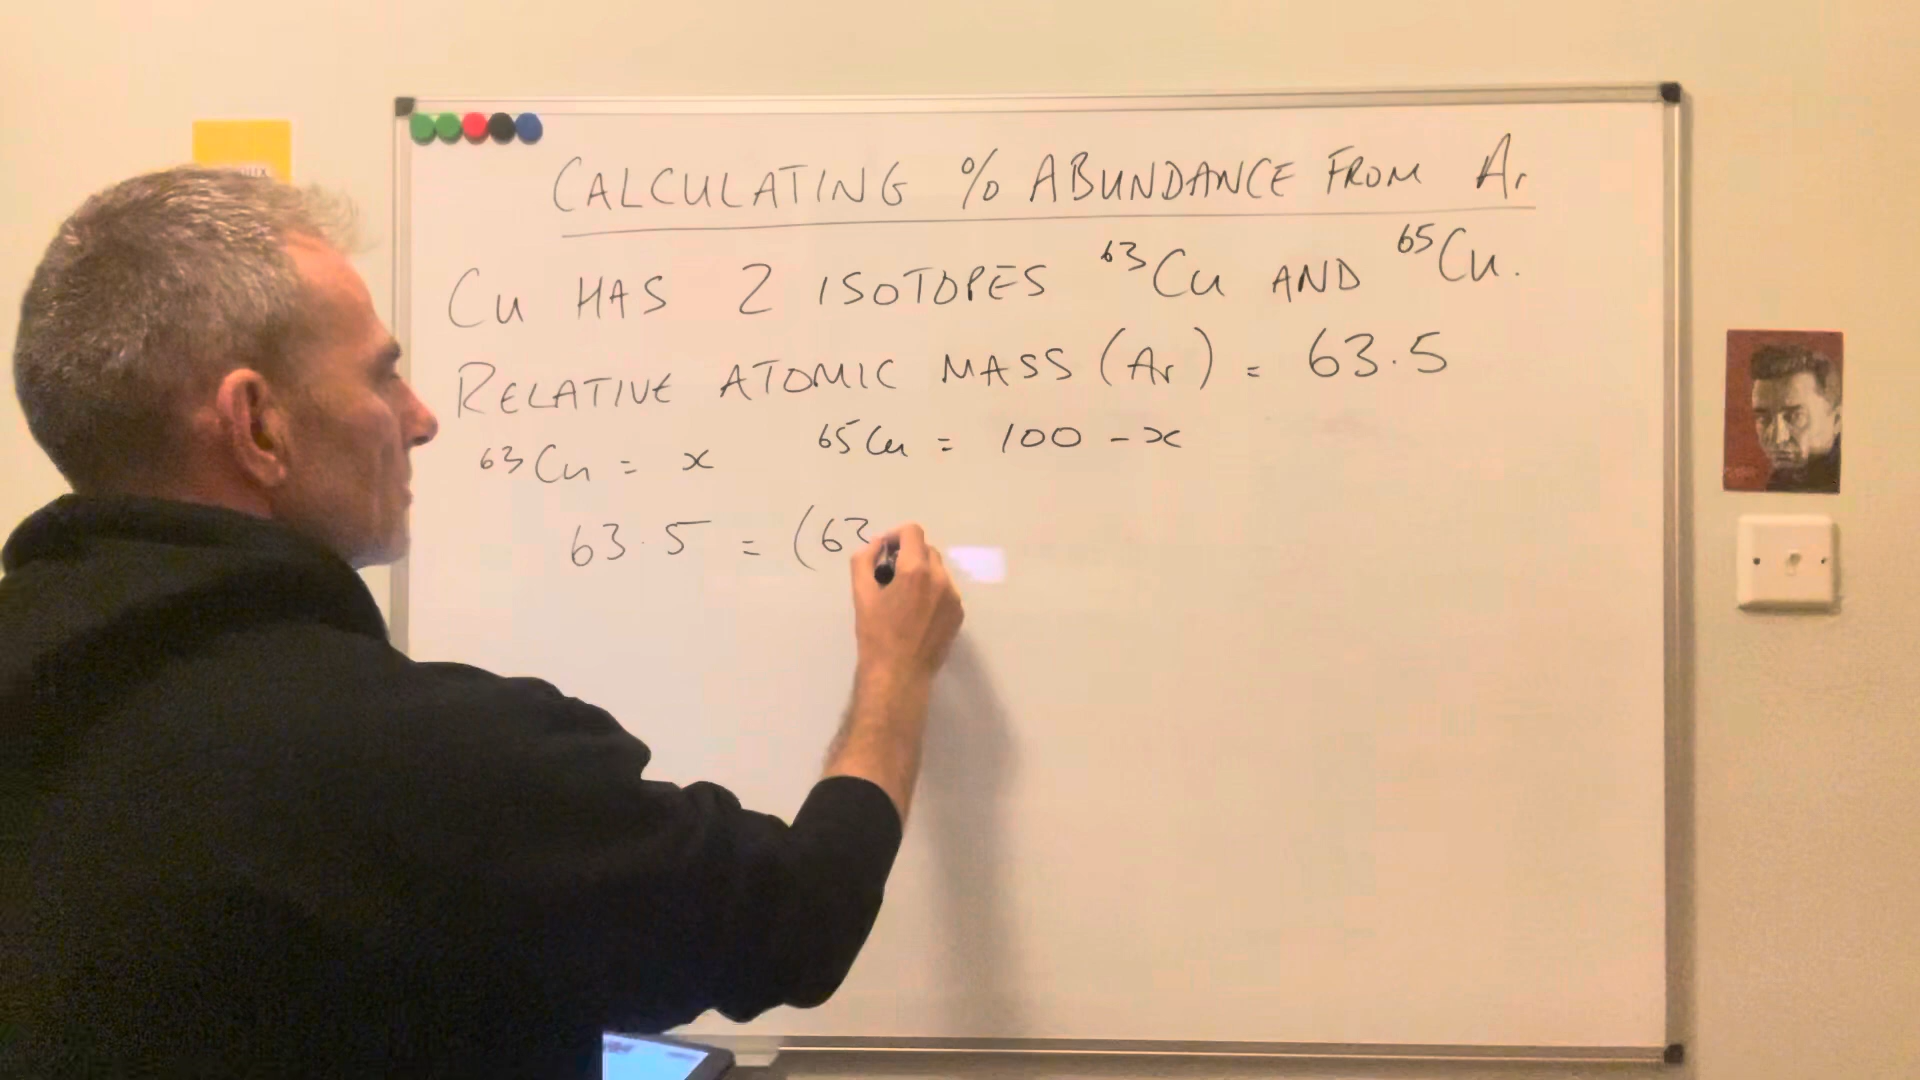 CALCULATING % ABUNDANCE FROM Ar
Cu HAS 2 ISOTOPES ⁶³Cu AND ⁶⁵Cu.
RELATIVE ATOMIC MASS (Ar) = 63.5
⁶³Cu = x ⁶⁵Cu = 100 - x
63.5 = (63